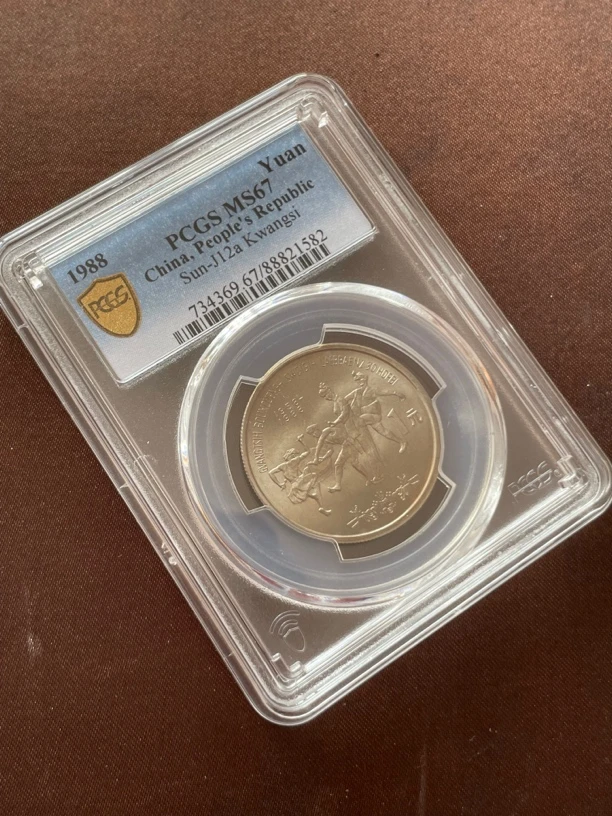 1988 Yuan
PCGS MS67
China, People's Republic
Sun-J12a Kwangsi
734369.67/88821582
PCGS
PCGS